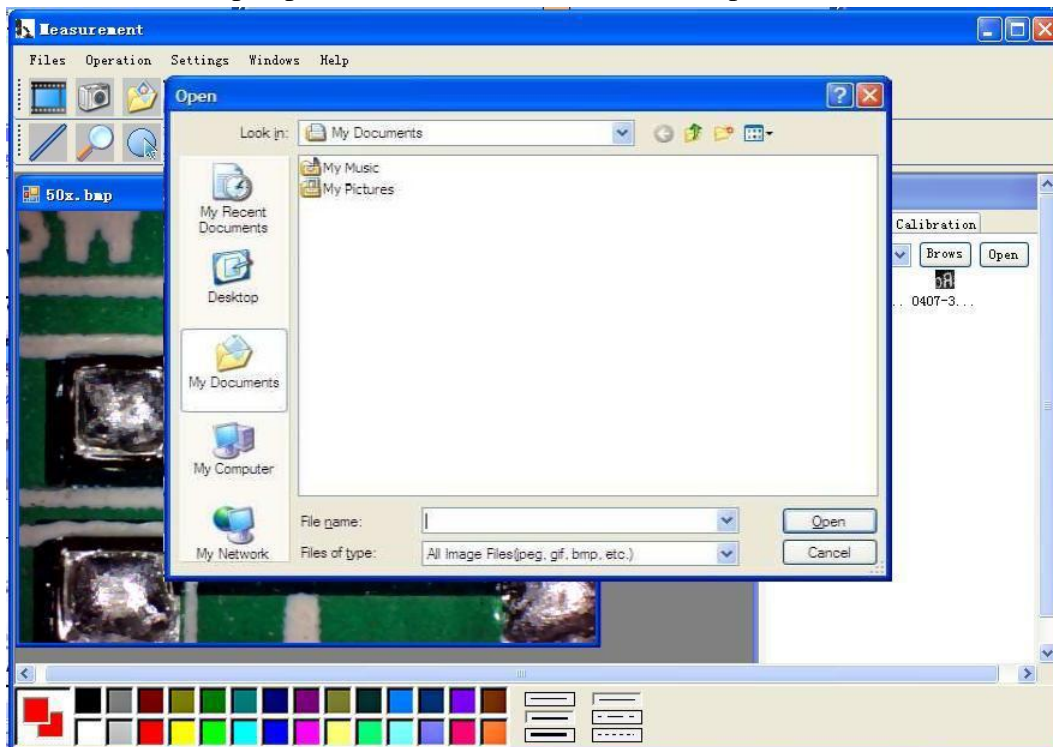 Measurement
Files Operation Settings Windows Help
Open
Look in: My Documents
My Music
My Pictures
50x.bmp
My Recent
Documents
Desktop
My Documents
My Computer
My Network
Calibration
Brows Open
.. 0407-3...
File name:
Open
Files of type: All Image Files(jpeg, gif, bmp, etc.)
Cancel